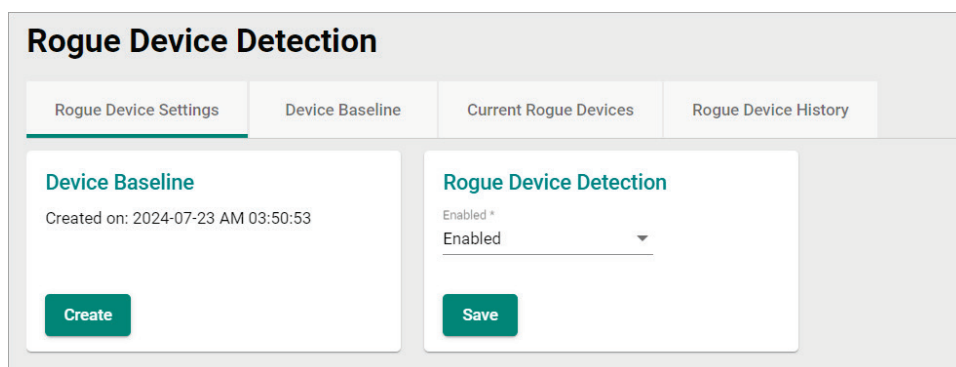 Rogue Device Detection
Rogue Device Settings
Device Baseline
Current Rogue Devices
Rogue Device History
Device Baseline
Created on: 2024-07-23 AM 03:50:53
Create
Rogue Device Detection
Enabled *
Enabled
Save